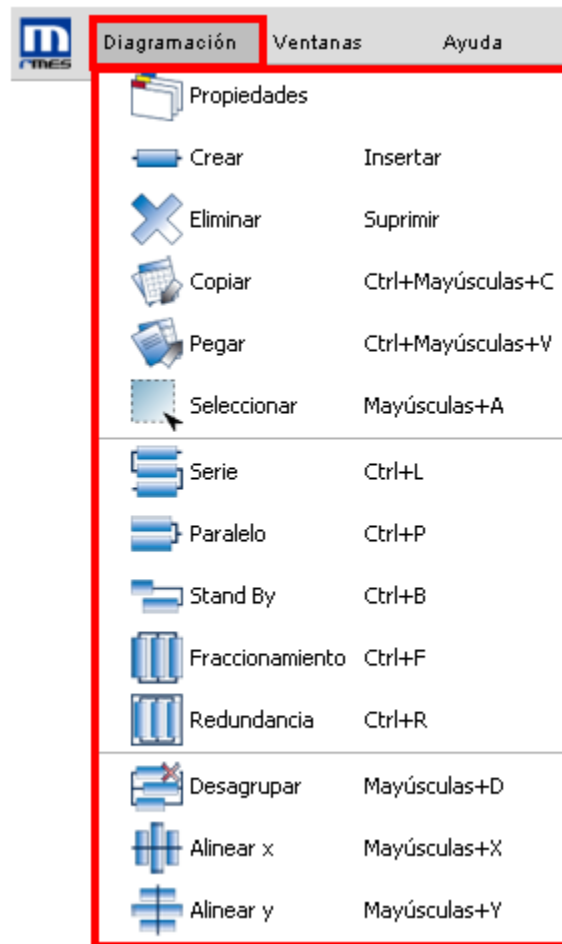 rmes Diagramación Ventanas Ayuda
Propiedades
Crear Insertar
Eliminar Suprimir
Copiar Ctrl+Mayúsculas+C
Pegar Ctrl+Mayúsculas+V
Seleccionar Mayúsculas+A
Serie Ctrl+L
Paralelo Ctrl+P
Stand By Ctrl+B
Fraccionamiento Ctrl+F
Redundancia Ctrl+R
Desagrupar Mayúsculas+D
Alinear x Mayúsculas+X
Alinear y Mayúsculas+Y